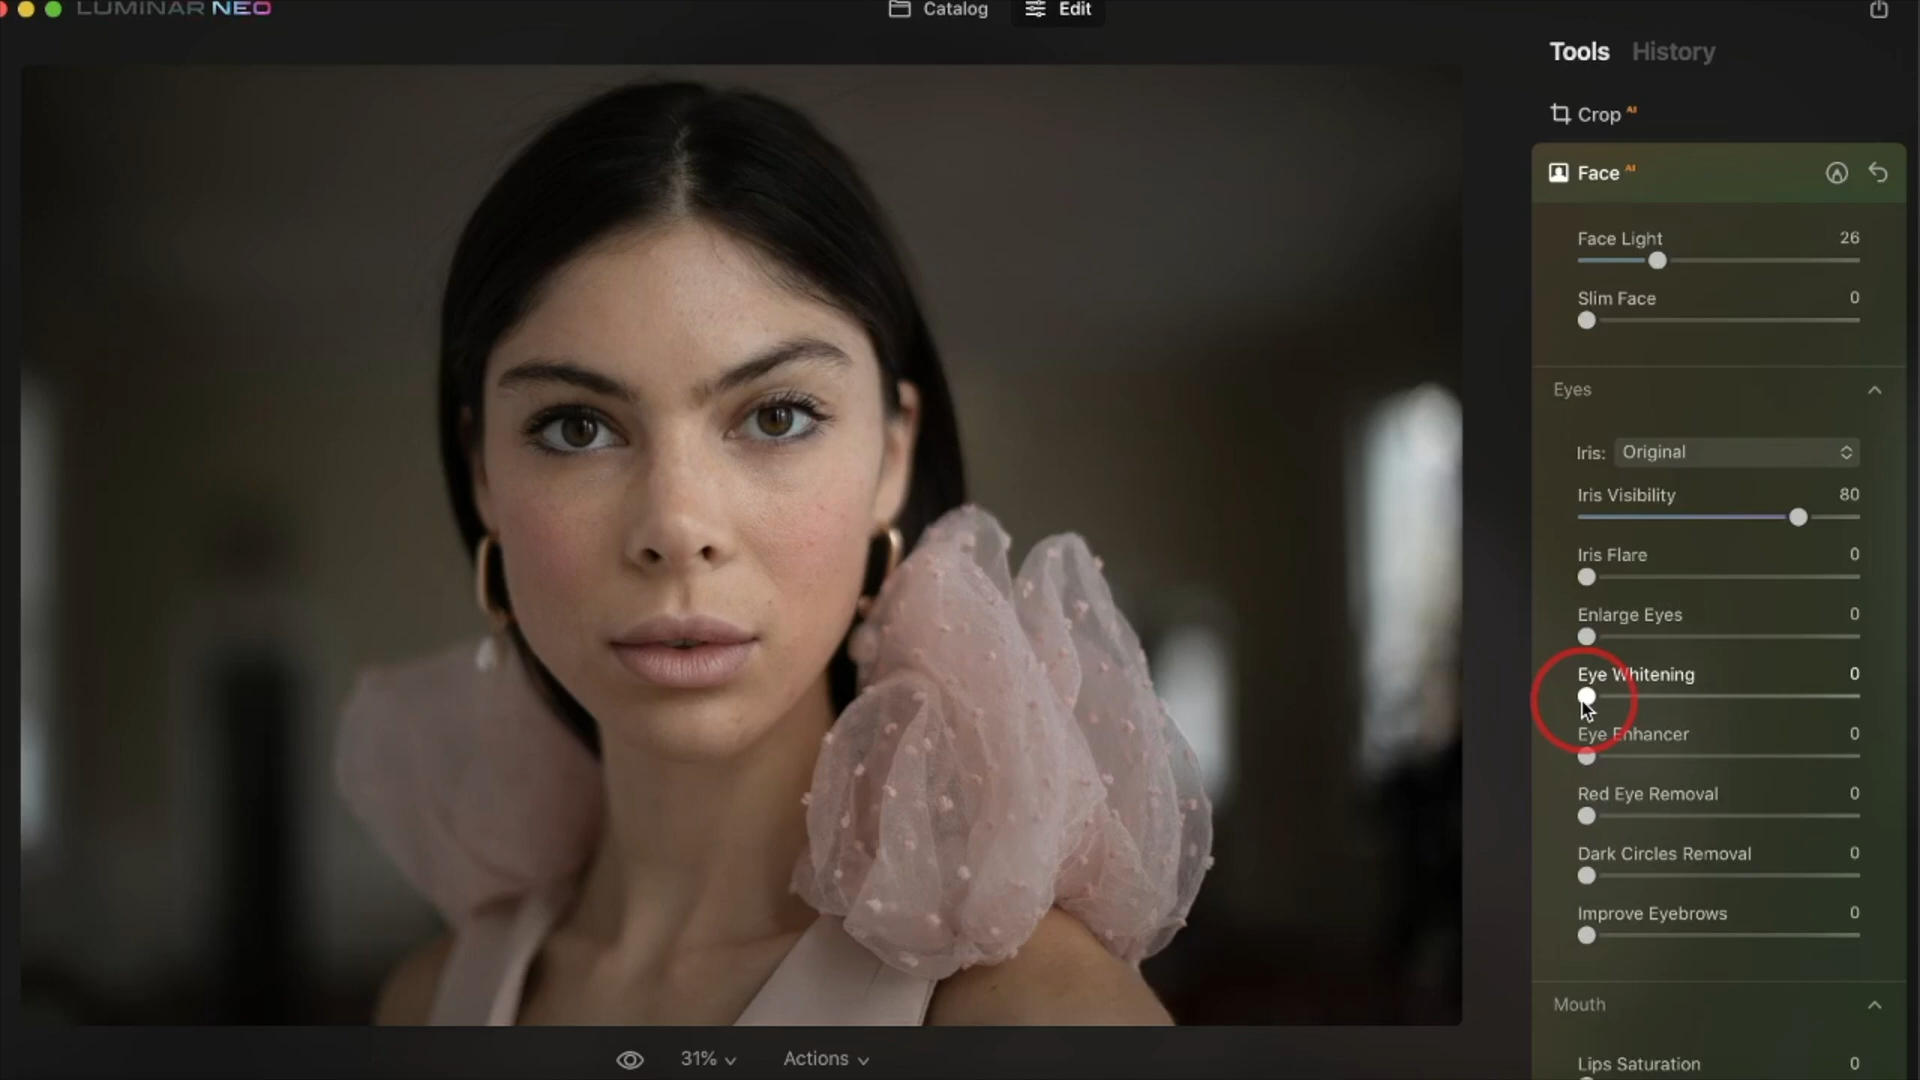 LUMINAR NEO
Catalog
Edit
Tools
History
Crop AI
Face AI
Face Light 26
Slim Face 0
Eyes
Iris: Original
Iris Visibility 80
Iris Flare 0
Enlarge Eyes 0
Eye Whitening 0
Eye Enhancer 0
Red Eye Removal 0
Dark Circles Removal 0
Improve Eyebrows 0
Mouth
Lips Saturation 0
31%
Actions